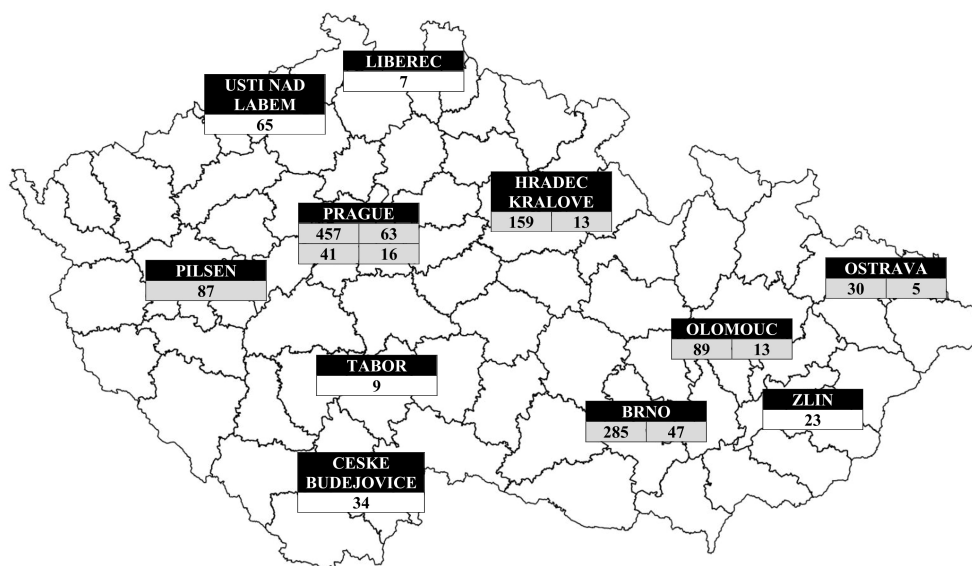 LIBEREC
7
USTI NAD
LABEM
65
HRADEC
KRALOVE
159 13
PRAGUE
457 63
41 16
PILSEN
87
OSTRAVA
30 5
OLOMOUC
89 13
TABOR
9
ZLIN
23
BRNO
285 47
CESKE
BUDEJOVICE
34